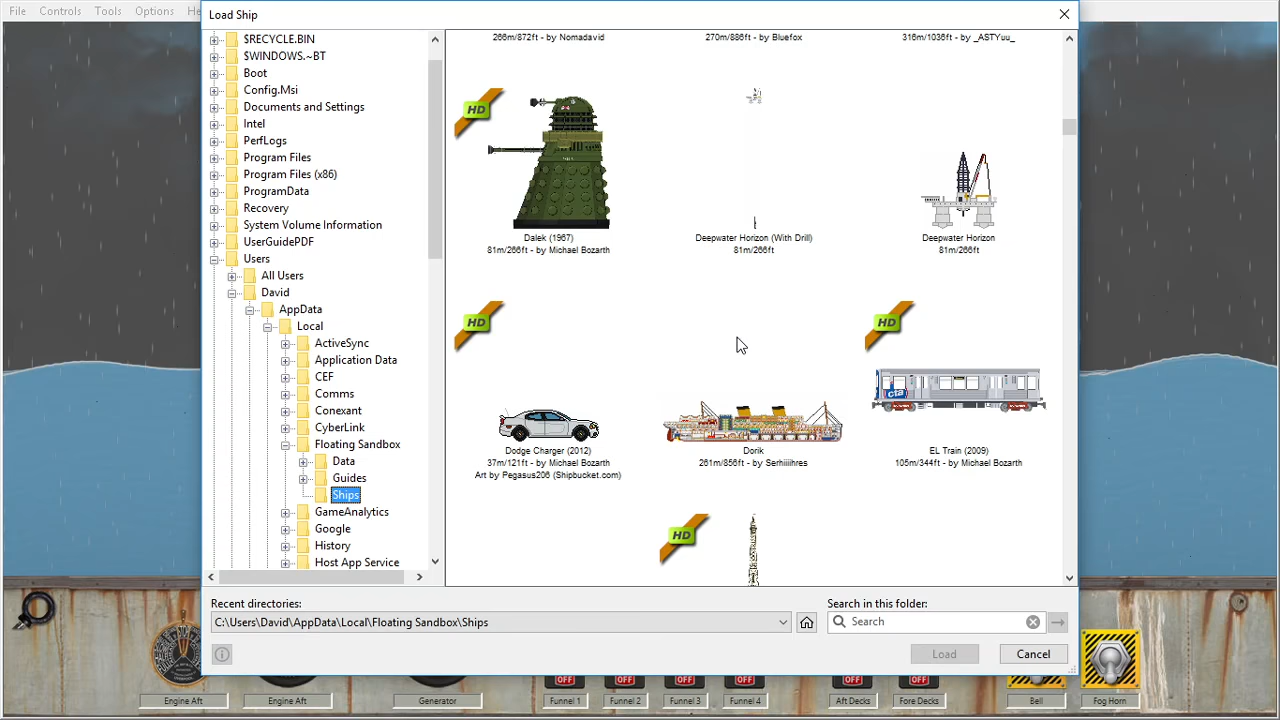 File Controls Tools Options He
Load Ship
$RECYCLE.BIN
$WINDOWS.~BT
Boot
Config.Msi
Documents and Settings
Intel
PerfLogs
Program Files
Program Files (x86)
ProgramData
Recovery
System Volume Information
UserGuidePDF
Users
All Users
David
AppData
Local
ActiveSync
Application Data
CEF
Comms
Conexant
CyberLink
Floating Sandbox
Data
Guides
Ships
GameAnalytics
Google
History
Host App Service
266m/872ft - by Nomadavid
270m/886ft - by Bluefox
316m/1036ft - by _ASTYuu_
HD
Dalek (1967)
81m/266ft - by Michael Bozarth
Deepwater Horizon (With Drill)
81m/266ft
Deepwater Horizon
81m/266ft
HD
Dodge Charger (2012)
37m/121ft - by Michael Bozarth
Art by Pegasus206 (Shipbucket.com)
Dorik
261m/856ft - by Serhiiihres
HD
cta
EL Train (2009)
105m/344ft - by Michael Bozarth
HD
Recent directories:
C:\Users\David\AppData\Local\Floating Sandbox\Ships
Search in this folder:
Search
Load
Cancel
OFF OFF OFF OFF OFF OFF
Engine Aft Engine Aft Generator Funnel 1 Funnel 2 Funnel 3 Funnel 4 Aft Decks Fore Decks Bell Fog Horn